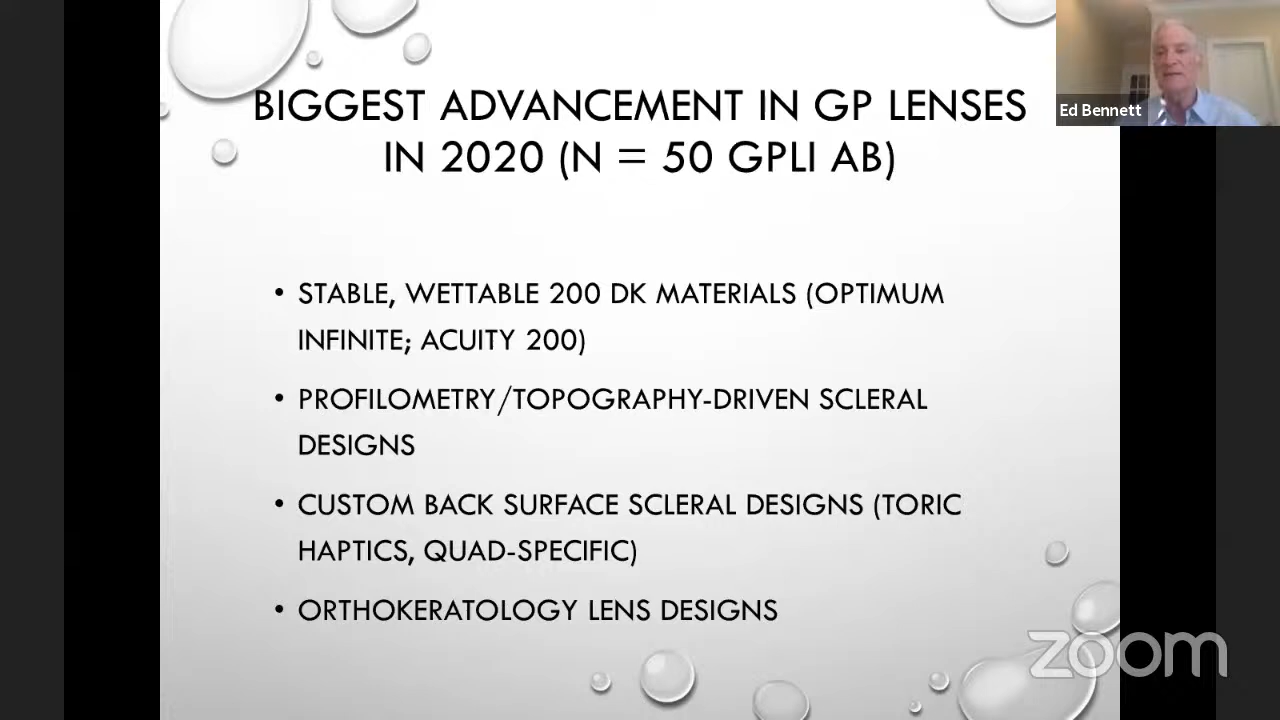 BIGGEST ADVANCEMENT IN GP LENSES
IN 2020 (N = 50 GPLI AB)
Ed Bennett
• STABLE, WETTABLE 200 DK MATERIALS (OPTIMUM
INFINITE; ACUITY 200)
• PROFILOMETRY/TOPOGRAPHY-DRIVEN SCLERAL
DESIGNS
• CUSTOM BACK SURFACE SCLERAL DESIGNS (TORIC
HAPTICS, QUAD-SPECIFIC)
• ORTHOKERATOLOGY LENS DESIGNS
zoom